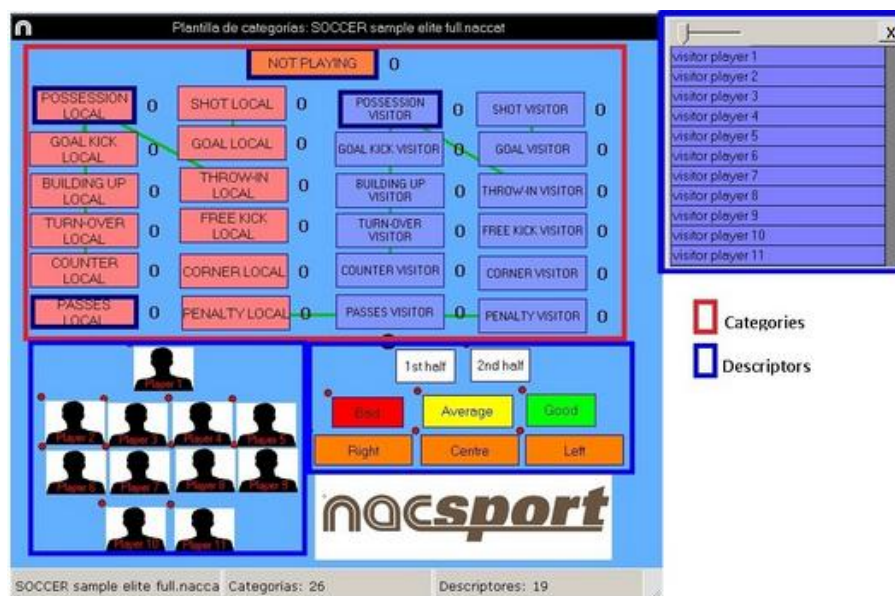 Plantilla de categorías: SOCCER sample elite full.naccat
X
NOT PLAYING 0
POSSESSION LOCAL 0
SHOT LOCAL 0
POSSESSION VISITOR 0
SHOT VISITOR 0
GOAL KICK LOCAL 0
GOAL LOCAL 0
GOAL KICK VISITOR 0
GOAL VISITOR 0
BUILDING UP LOCAL 0
THROW-IN LOCAL 0
BUILDING UP VISITOR 0
THROW-IN VISITOR 0
TURN-OVER LOCAL 0
FREE KICK LOCAL 0
TURN-OVER VISITOR 0
FREE KICK VISITOR 0
COUNTER LOCAL 0
CORNER LOCAL 0
COUNTER VISITOR 0
CORNER VISITOR 0
PASSES LOCAL 0
PENALTY LOCAL 0
PASSES VISITOR 0
PENALTY VISITOR 0
visitor player 1
visitor player 2
visitor player 3
visitor player 4
visitor player 5
visitor player 6
visitor player 7
visitor player 8
visitor player 9
visitor player 10
visitor player 11
Categories
Descriptors
Player 1
Player 2 Player 3 Player 4 Player 5
Player 6 Player 7 Player 8 Player 9
Player 10 Player 11
1st half 2nd half
Bad Average Good
Right Centre Left
nacsport
SOCCER sample elite full.nacca Categorías: 26 Descriptores: 19